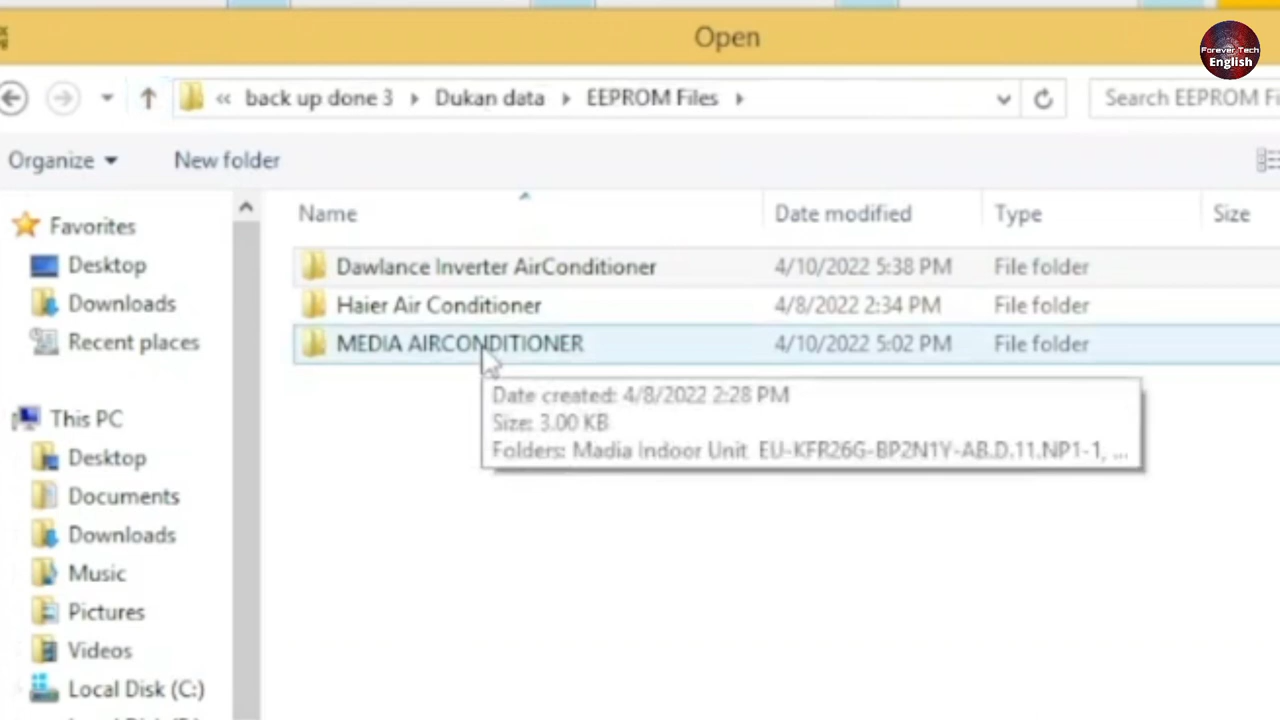 Open
Forever Tech
English
« back up done 3 › Dukan data › EEPROM Files ›
Search EEPROM Fi
Organize
New folder
Name Date modified Type Size
Favorites
Desktop
Downloads
Recent places
This PC
Desktop
Documents
Downloads
Music
Pictures
Videos
Local Disk (C:)
Dawlance Inverter AirConditioner 4/10/2022 5:38 PM File folder
Haier Air Conditioner 4/8/2022 2:34 PM File folder
MEDIA AIRCONDITIONER 4/10/2022 5:02 PM File folder
Date created: 4/8/2022 2:28 PM
Size: 3.00 KB
Folders: Madia Indoor Unit EU-KFR26G-BP2N1Y-AB.D.11.NP1-1, ...